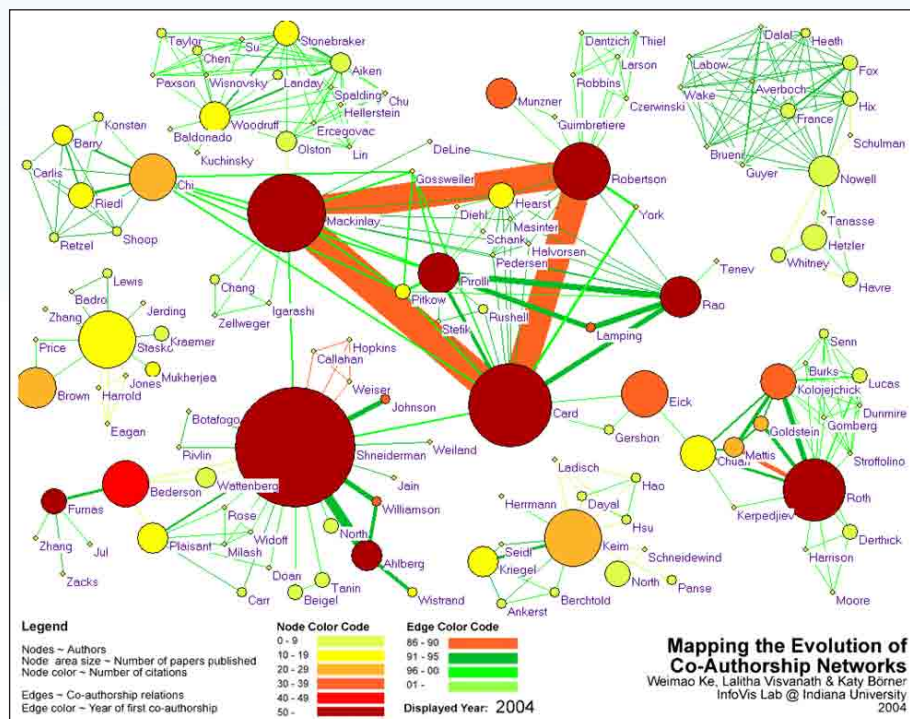 Taylor
Su
Stonebraker
Chen
Aiken
Paxson
Wisnovsky
Landay
Spalding
Chu
Hellerstein
Woodruff
Ercegovac
Baldonado
Olston
Lin
Kuchinsky
Dantzich
Thiel
Larson
Robbins
Munzner
Czerwinski
Guimbretiere
Dalal
Heath
Labow
Fox
Averboch
Wake
Hix
France
Schulman
Bruen
Guyer
Nowell
Tanasse
Hetzler
Whitney
Havre
Konstan
Barry
Carlis
Chi
Riedl
Retzel
Shoop
DeLine
Gossweiler
Robertson
Mackinlay
Diehl
Hearst
Masinter
York
Schank
Halvorsen
Pedersen
Pirolli
Tenev
Chang
Pitkow
Rao
Igarashi
Rushall
Zellweger
Stefik
Lamping
Lewis
Badro
Zhang
Jerding
Price
Stasko
Kraemer
Jones
Mukherjea
Brown
Harrold
Eagan
Hopkins
Callahan
Weiser
Johnson
Card
Eick
Botafogo
Shneiderman
Gershon
Weiland
Rivlin
Jain
Wattenberg
Bederson
Williamson
Furnas
Rose
North
Zhang
Jul
Plaisant
Widoff
Milash
Ahlberg
Zacks
Doan
Tanin
Wistrand
Carr
Beigel
Senn
Burks
Lucas
Kolojejchick
Goldstein
Dunmire
Gomberg
Mattis
Chuah
Stroffolino
Roth
Kerpedjiev
Derthick
Harrison
Moore
Ladisch
Hao
Herrmann
Dayal
Hsu
Keim
Seidl
Schneidewind
Kriegel
North
Panse
Berchtold
Ankerst
Legend
Nodes ~ Authors
Node area size ~ Number of papers published
Node color ~ Number of citations
Edges ~ Co-authorship relations
Edge color ~ Year of first co-authorship
Node Color Code
0 - 9
10 - 19
20 - 29
30 - 39
40 - 49
50 -
Edge Color Code
86 - 90
91 - 95
96 - 00
01 -
Displayed Year: 2004
Mapping the Evolution of
Co-Authorship Networks
Weimao Ke, Lalitha Visvanath & Katy Börner
InfoVis Lab @ Indiana University
2004